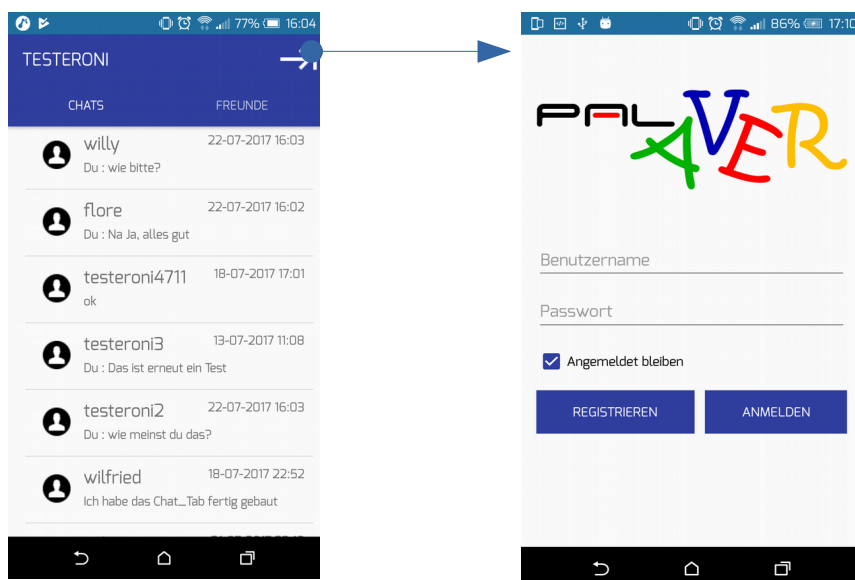 77% 16:04
TESTERONI
CHATS FREUNDE
willy 22-07-2017 16:03
Du : wie bitte?
flore 22-07-2017 16:02
Du : Na Ja, alles gut
testeroni4711 18-07-2017 17:01
ok
testeroni3 13-07-2017 11:08
Du : Das ist erneut ein Test
testeroni2 22-07-2017 16:03
Du : wie meinst du das?
wilfried 18-07-2017 22:52
Ich habe das Chat_Tab fertig gebaut
86% 17:10
PALAVER
Benutzername
Passwort
Angemeldet bleiben
REGISTRIEREN ANMELDEN